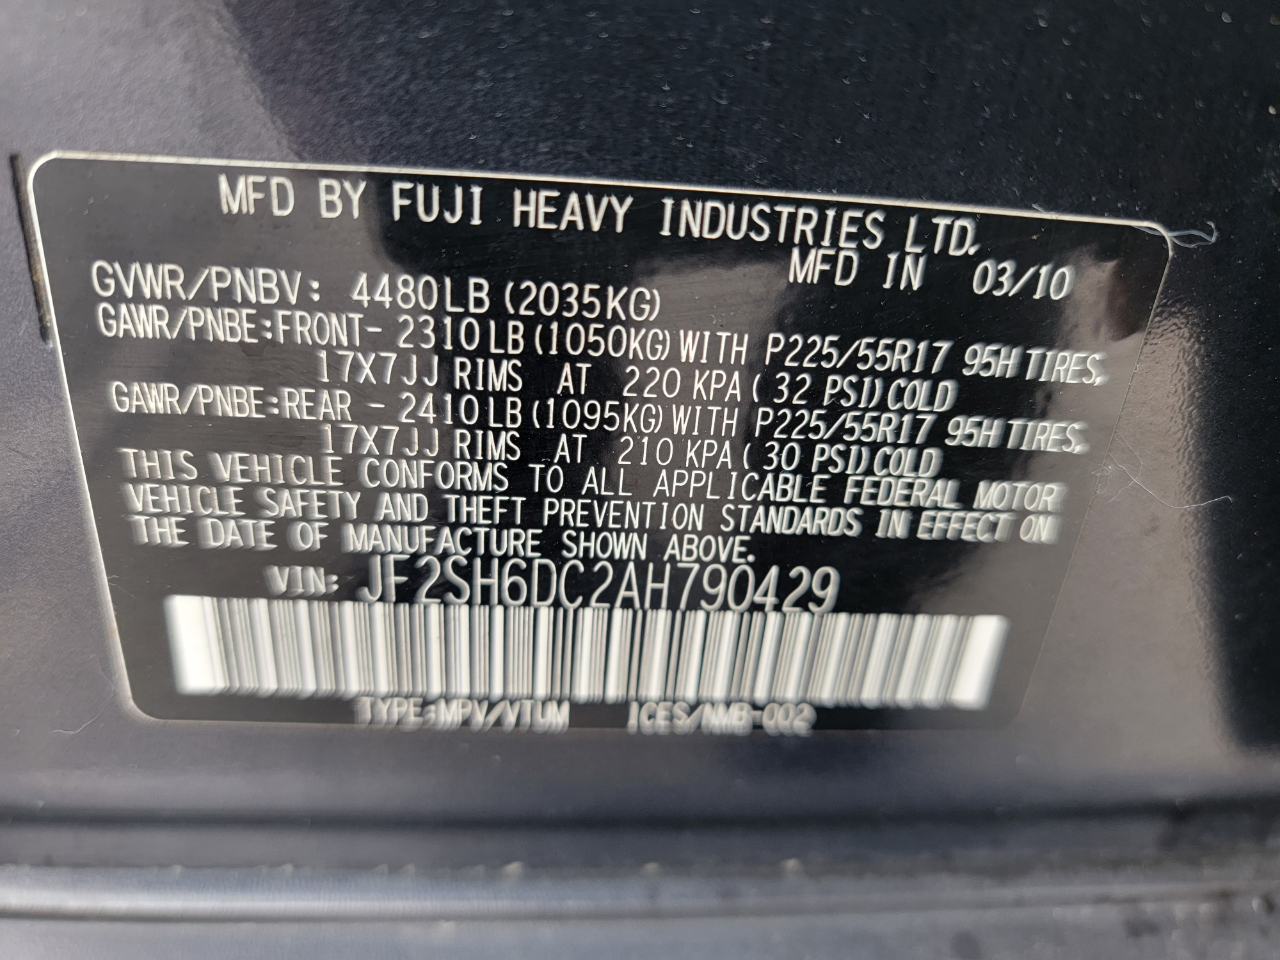 MFD BY FUJI HEAVY INDUSTRIES LTD.
MFD IN 03/10
GVWR/PNBV: 4480LB (2035KG)
GAWR/PNBE:FRONT- 2310LB (1050KG) WITH P225/55R17 95H TIRES,
17X7JJ RIMS AT 220 KPA ( 32 PSI) COLD
GAWR/PNBE:REAR - 2410LB (1095KG) WITH P225/55R17 95H TIRES,
17X7JJ RIMS AT 210 KPA ( 30 PSI) COLD
THIS VEHICLE CONFORMS TO ALL APPLICABLE FEDERAL MOTOR
VEHICLE SAFETY AND THEFT PREVENTION STANDARDS IN EFFECT ON
THE DATE OF MANUFACTURE SHOWN ABOVE.
VIN: JF2SH6DC2AH790429
TYPE:MPV/VTUM ICES/NMB-002